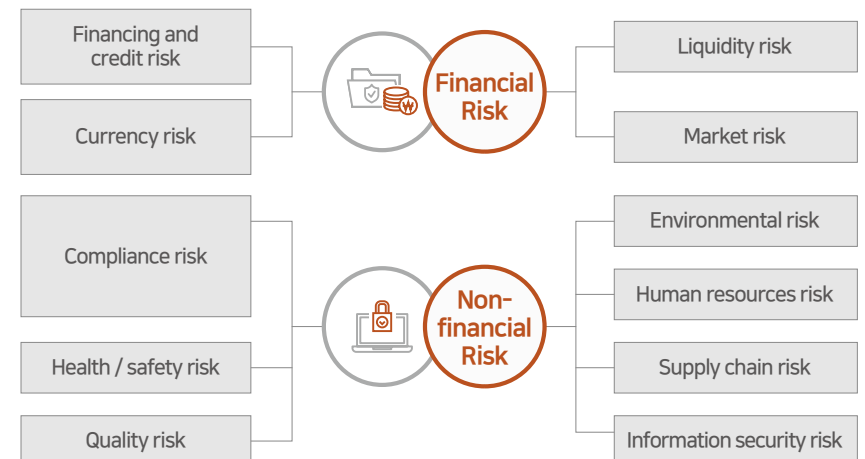 Financing and
credit risk
Currency risk
₩
Financial
Risk
Liquidity risk
Market risk
Compliance risk
Health / safety risk
Quality risk
Non-
financial
Risk
Environmental risk
Human resources risk
Supply chain risk
Information security risk